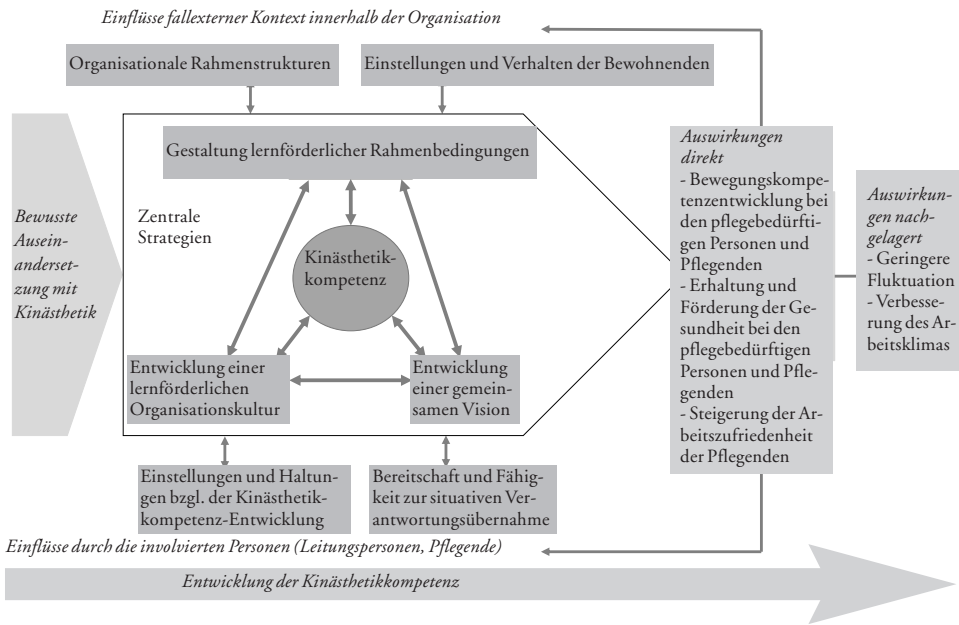 Einflüsse fallexterner Kontext innerhalb der Organisation
Organisationale Rahmenstrukturen
Einstellungen und Verhalten der Bewohnenden
Bewusste
Ausein-
anderset-
zung mit
Kinästhetik
Gestaltung lernförderlicher Rahmenbedingungen
Zentrale
Strategien
Kinästhetik-
kompetenz
Entwicklung einer
lernförderlichen
Organisationskultur
Entwicklung
einer gemein-
samen Vision
Auswirkungen
direkt
- Bewegungskompe-
tenzentwicklung bei
den pflegebedürfti-
gen Personen und
Pflegenden
- Erhaltung und
Förderung der Ge-
sundheit bei den
pflegebedürftigen
Personen und Pfle-
genden
- Steigerung der Ar-
beitszufriedenheit
der Pflegenden
Auswirkun-
gen nach-
gelagert
- Geringere
Fluktuation
- Verbesse-
rung des Ar-
beitsklimas
Einstellungen und Haltun-
gen bzgl. der Kinästhetik-
kompetenz-Entwicklung
Bereitschaft und Fähig-
keit zur situativen Ver-
antwortungsübernahme
Einflüsse durch die involvierten Personen (Leitungspersonen, Pflegende)
Entwicklung der Kinästhetikkompetenz